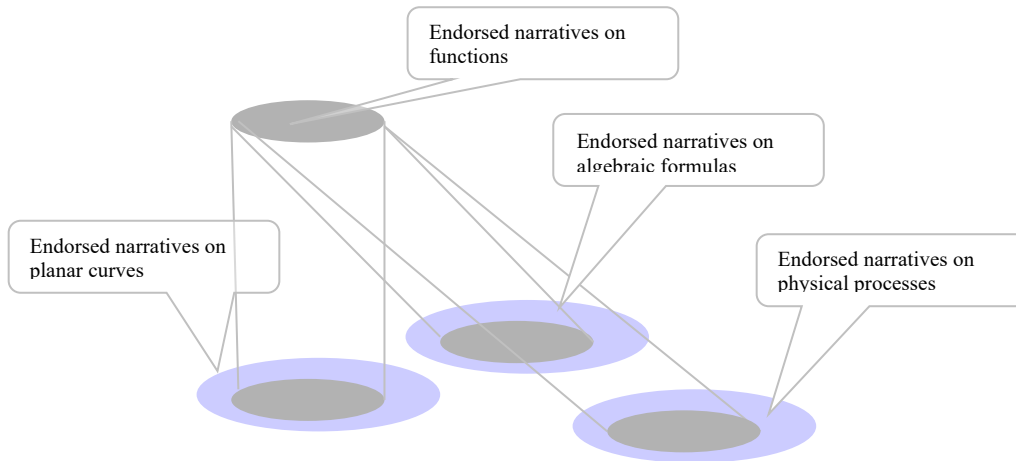 Endorsed narratives on
functions
Endorsed narratives on
algebraic formulas
Endorsed narratives on
planar curves
Endorsed narratives on
physical processes